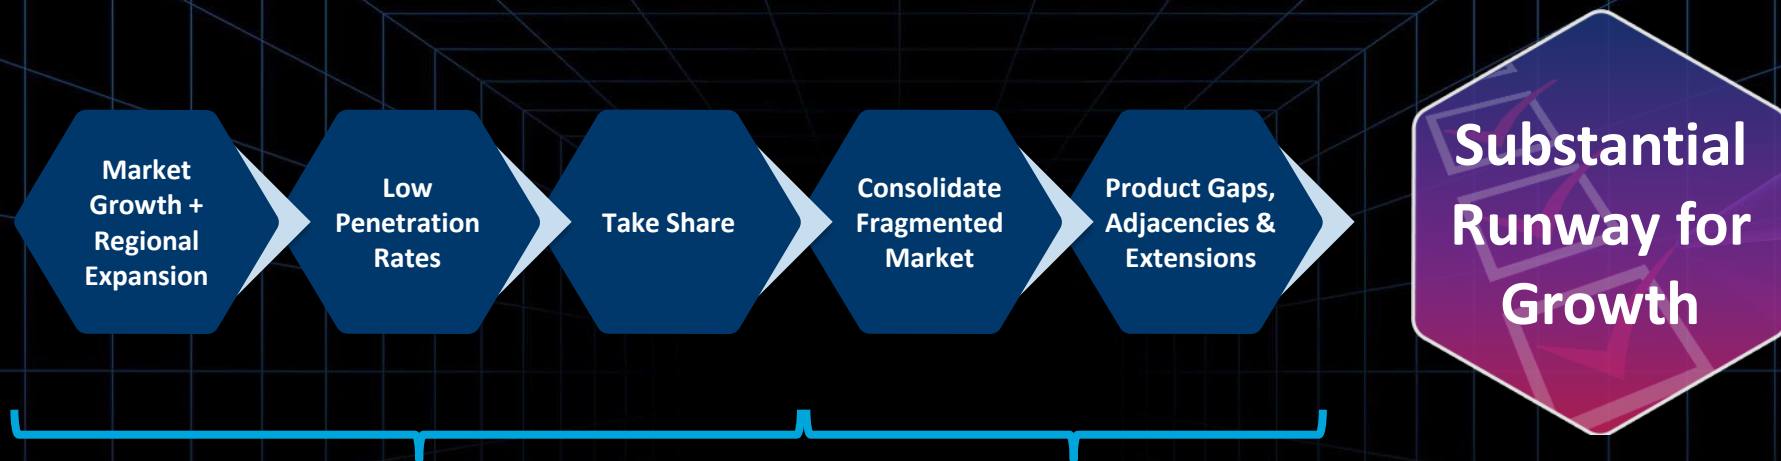 Market
Growth +
Regional
Expansion
Low
Penetration
Rates
Take Share
Consolidate
Fragmented
Market
Product Gaps,
Adjacencies &
Extensions
Substantial
Runway for
Growth